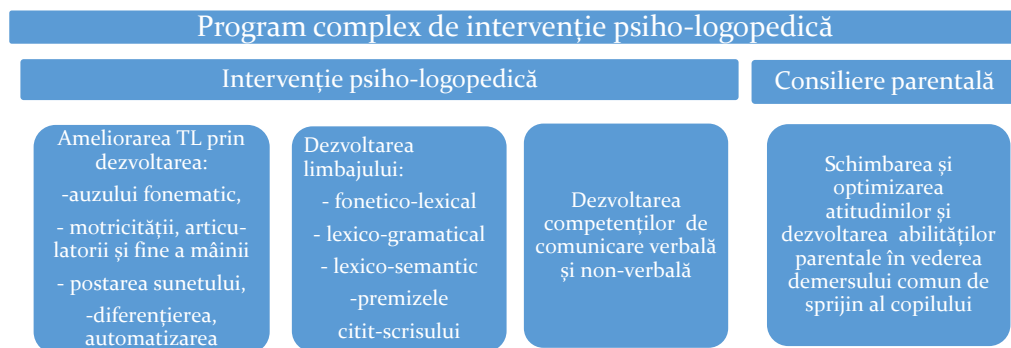 Program complex de intervenție psiho-logopedică
Intervenție psiho-logopedică
Consiliere parentală
Ameliorarea TL prin
dezvoltarea:
-auzului fonematic,
- motricității, articu-
latorii și fine a mâinii
- postarea sunetului,
-diferențierea,
automatizarea
Dezvoltarea
limbajului:
- fonetico-lexical
- lexico-gramatical
- lexico-semantic
-premizele
citit-scrisului
Dezvoltarea
competenților de
comunicare verbală
și non-verbală
Schimbarea și
optimizarea
atitudinilor și
dezvoltarea abilităților
parentale în vederea
demersului comun de
sprijin al copilului